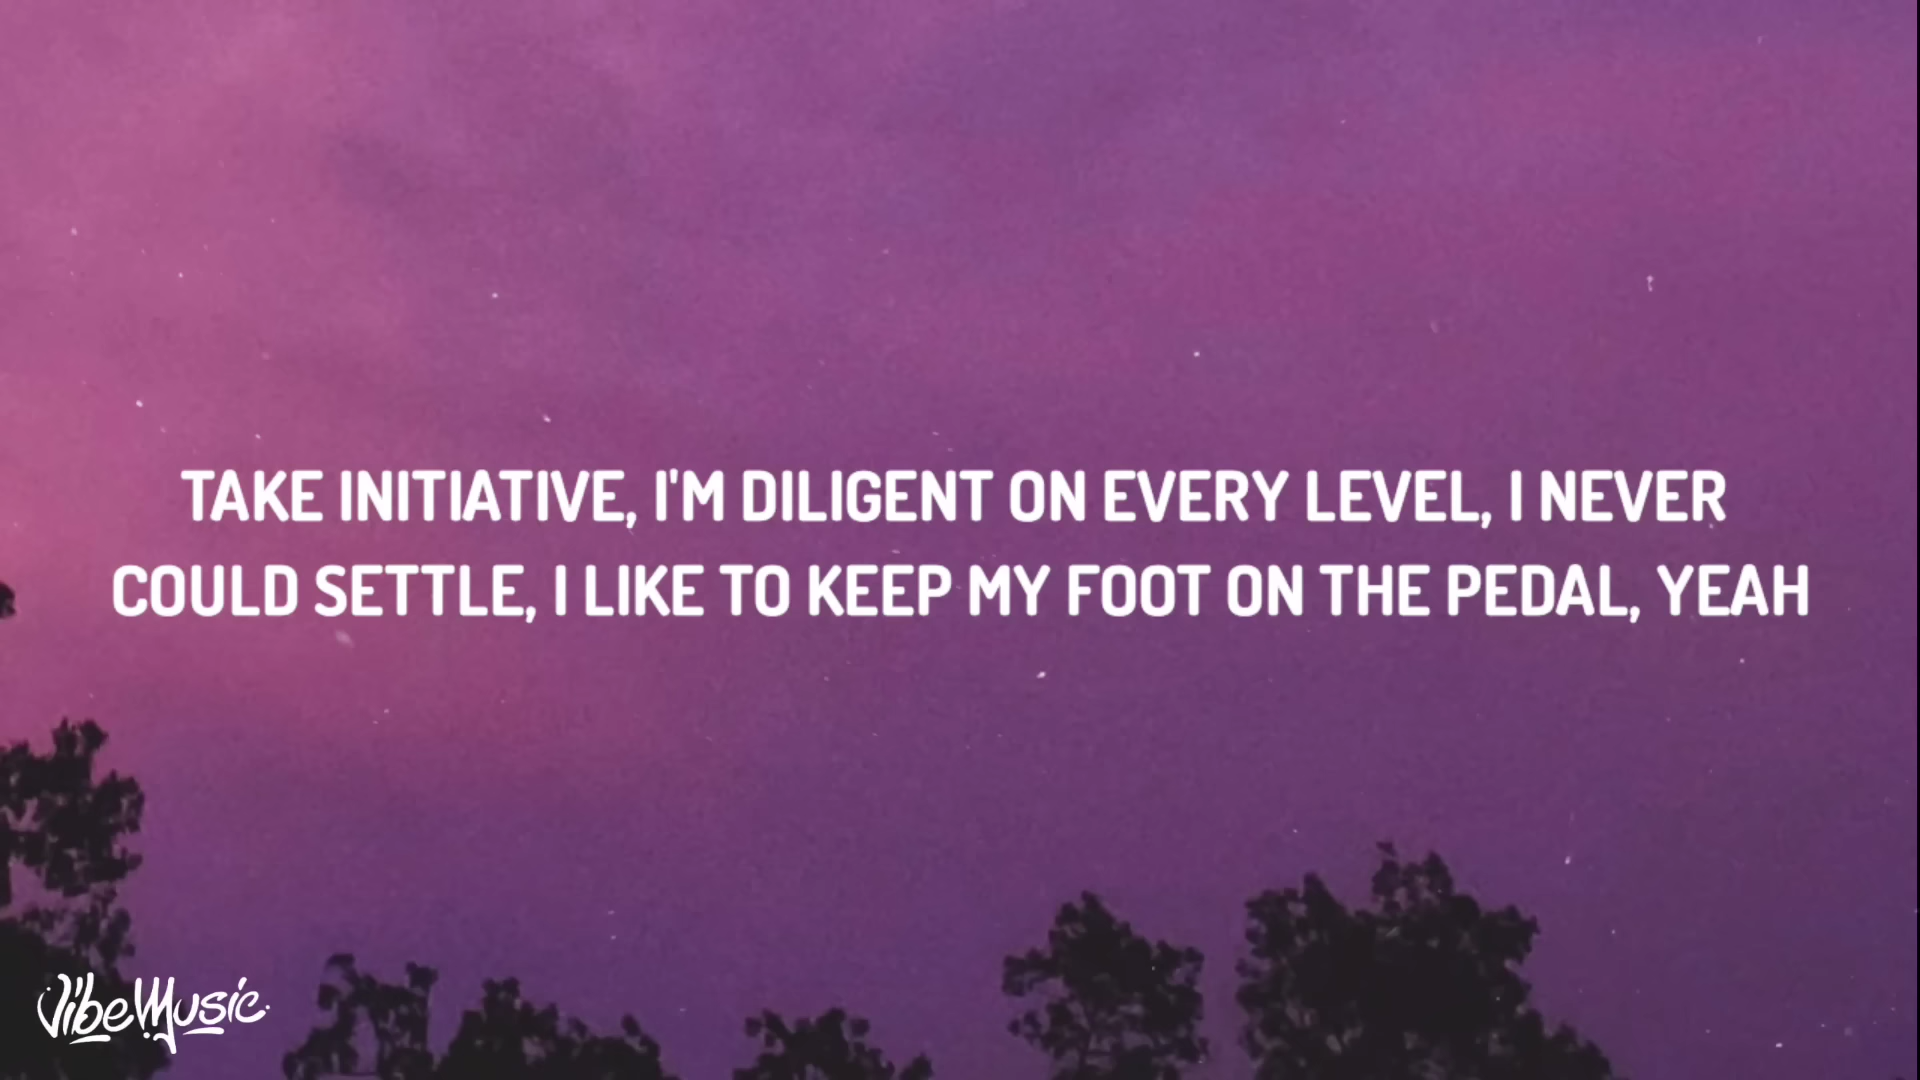 TAKE INITIATIVE, I'M DILIGENT ON EVERY LEVEL, I NEVER
COULD SETTLE, I LIKE TO KEEP MY FOOT ON THE PEDAL, YEAH
VibeMusic